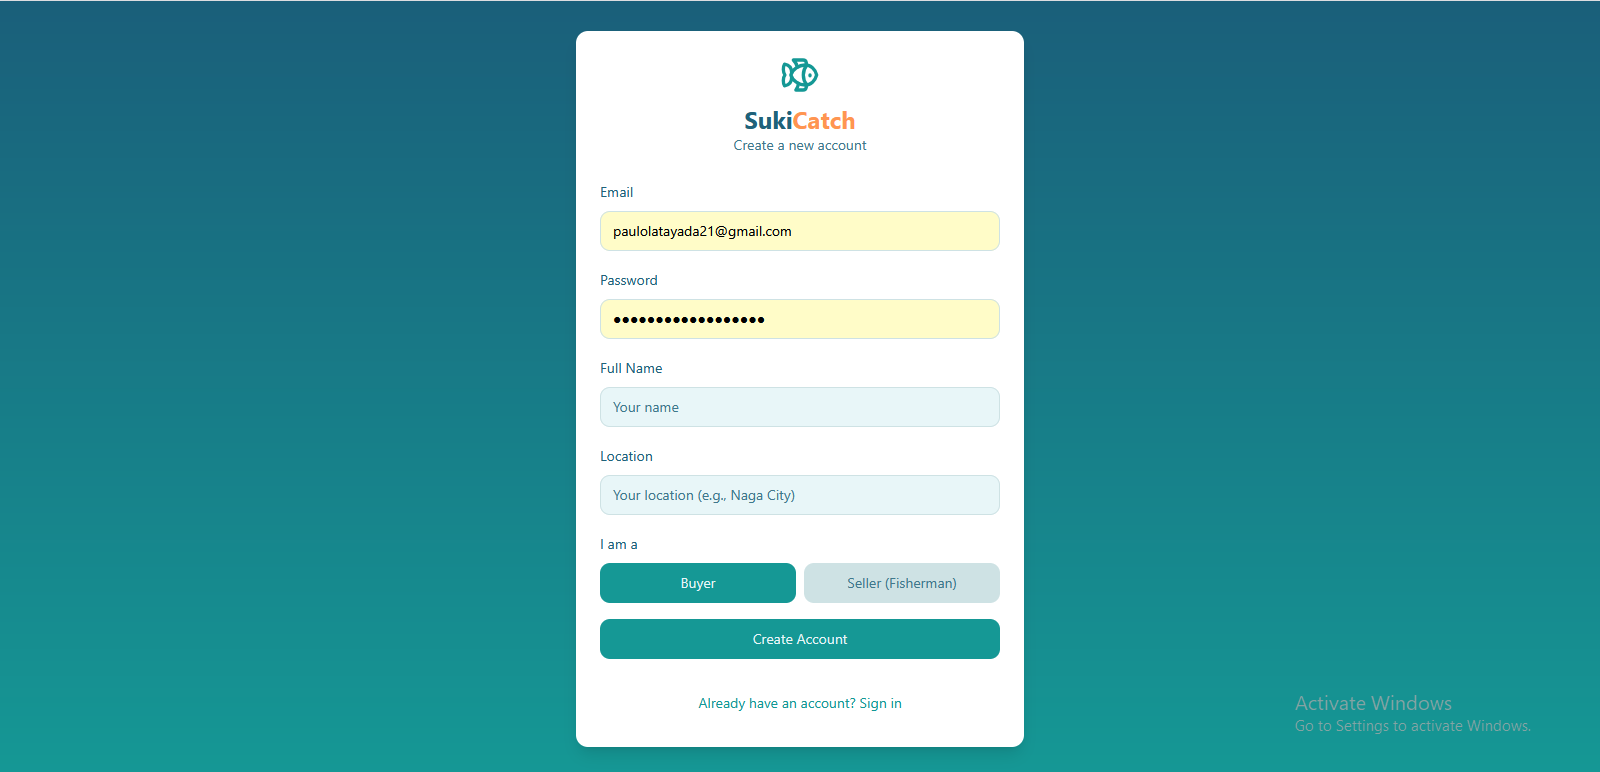 SukiCatch
Create a new account
Email
paulolatayada21@gmail.com
Password
●●●●●●●●●●●●●●●●●●
Full Name
Your name
Location
Your location (e.g., Naga City)
I am a
Buyer
Seller (Fisherman)
Create Account
Already have an account? Sign in
Activate Windows
Go to Settings to activate Windows.